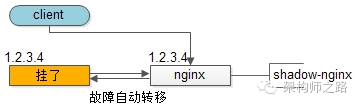 client
1.2.3.4
1.2.3.4
挂了
nginx
shadow-nginx
故障自动转移
架构师之路